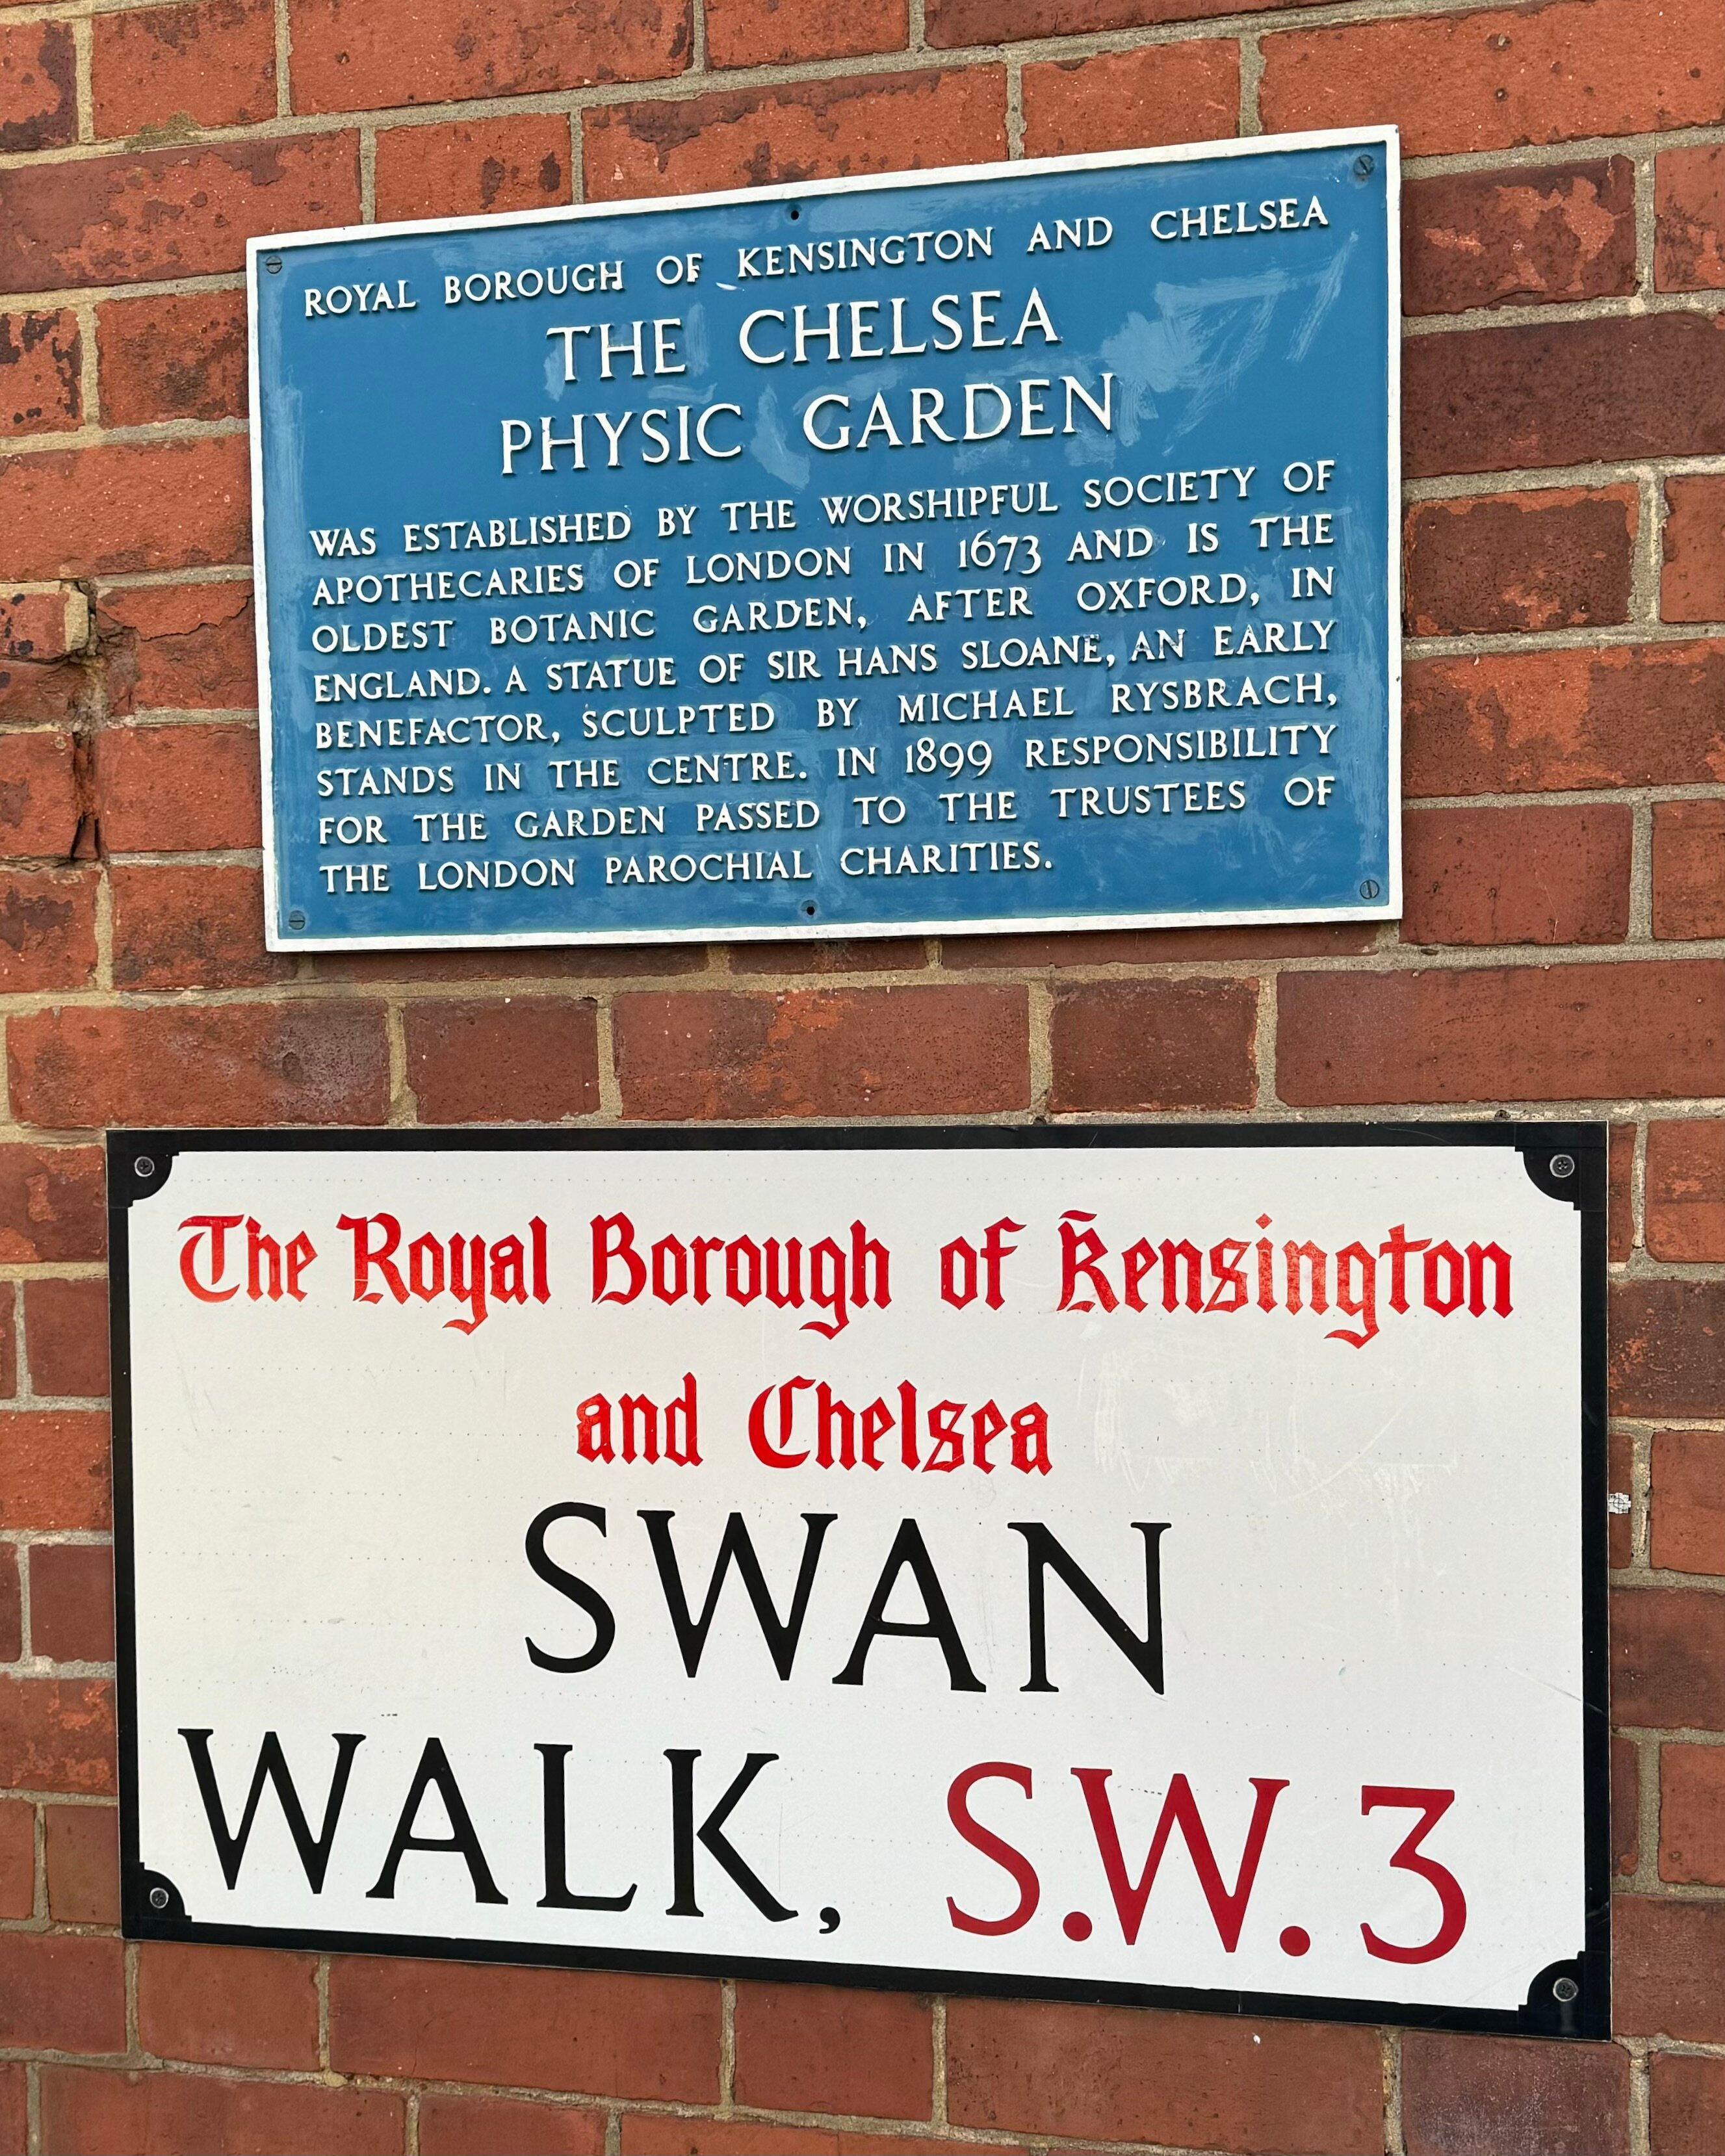 ROYAL BOROUGH OF KENSINGTON AND CHELSEA
THE CHELSEA
PHYSIC GARDEN
WAS ESTABLISHED BY THE WORSHIPFUL SOCIETY OF
APOTHECARIES OF LONDON IN 1673 AND IS THE
OLDEST BOTANIC GARDEN, AFTER OXFORD, IN
ENGLAND. A STATUE OF SIR HANS SLOANE, AN EARLY
BENEFACTOR, SCULPTED BY MICHAEL RYSBRACH,
STANDS IN THE CENTRE. IN 1899 RESPONSIBILITY
FOR THE GARDEN PASSED TO THE TRUSTEES OF
THE LONDON PAROCHIAL CHARITIES.
The Royal Borough of Kensington
and Chelsea
SWAN
WALK, S.W.3